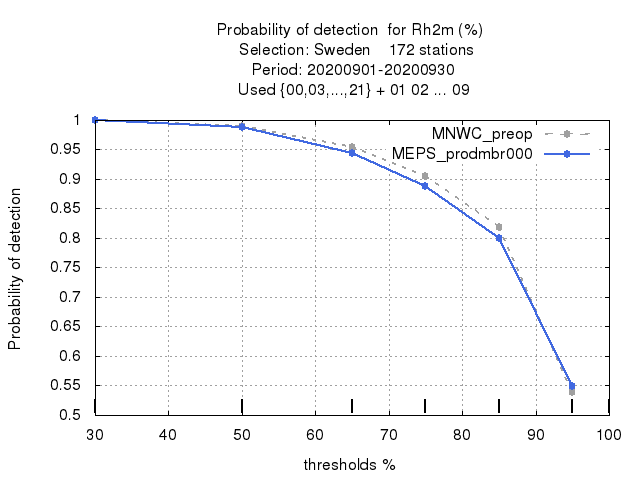 Probability of detection for Rh2m (%)
Selection: Sweden 172 stations
Period: 20200901-20200930
Used {00,03,...,21} + 01 02 ... 09
MNWC_preop
MEPS_prodmbr000
Probability of detection
1
0.95
0.9
0.85
0.8
0.75
0.7
0.65
0.6
0.55
0.5
30 40 50 60 70 80 90 100
thresholds %